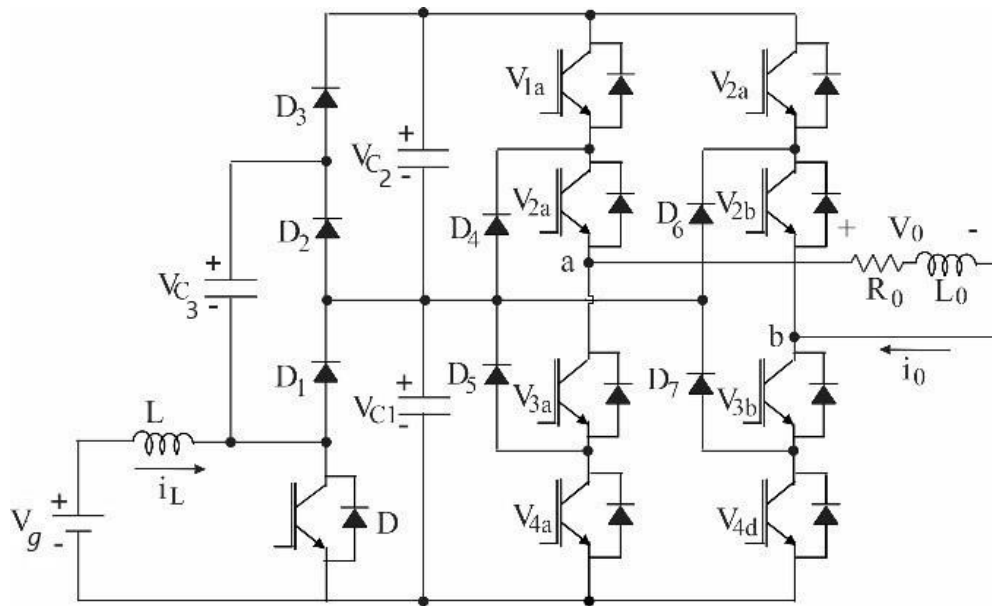 V1a
V2a
D3
+
VC2
-
V2a
V2b
D4
D6
+ V0 -
D2
+
VC3
-
a
R0 L0
b
i0
D1
+
VC1
-
D5
V3a
D7
V3b
L
iL
+
Vg
-
D
V4a
V4d